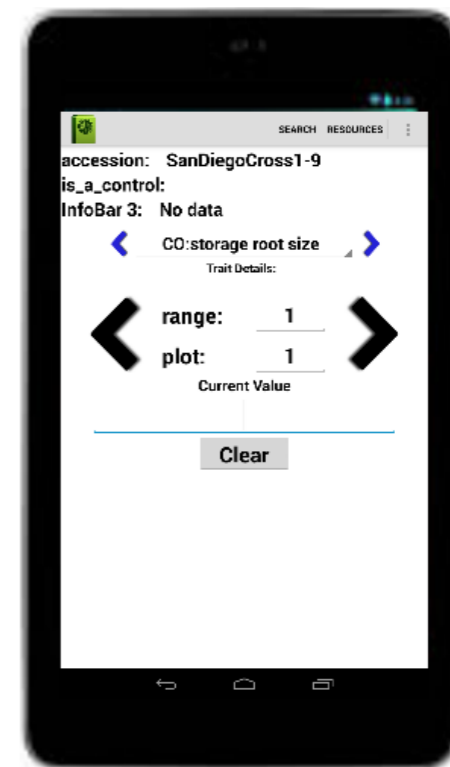 SEARCH RESOURCES
accession: SanDiegoCross1-9
is_a_control:
InfoBar 3: No data
CO:storage root size
Trait Details:
range: 1
plot: 1
Current Value
Clear